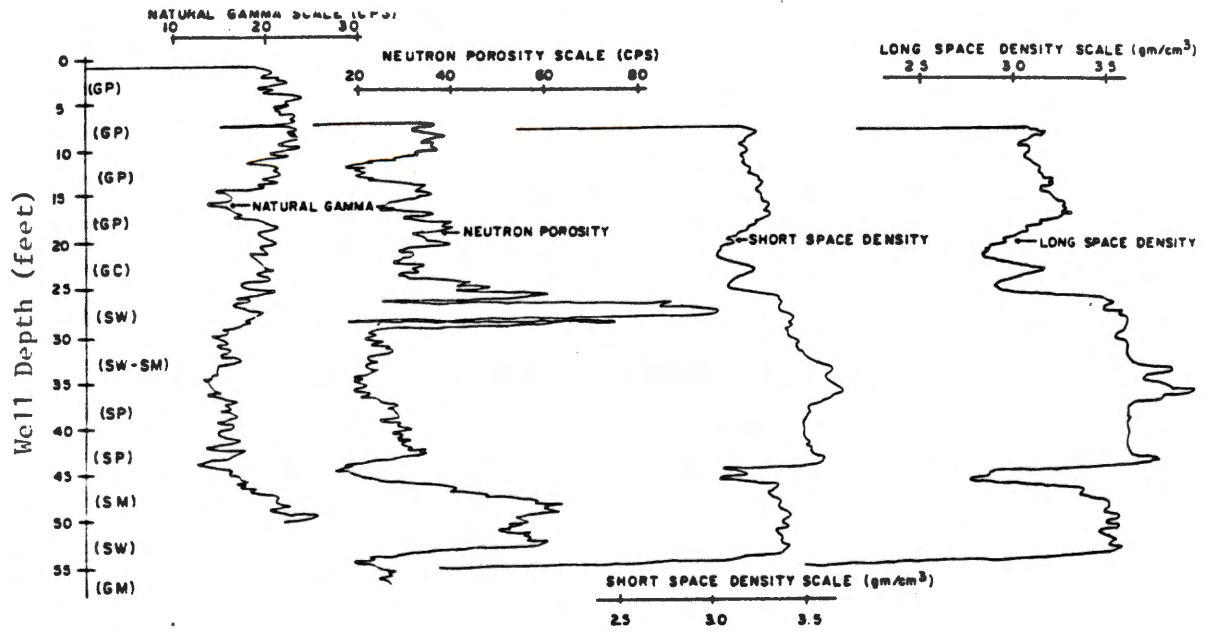 NATURAL GAMMA SCALE (CPS)
10 20 30
NEUTRON POROSITY SCALE (CPS)
20 40 60 80
LONG SPACE DENSITY SCALE (gm/cm³)
2.5 3.0 3.5
Well Depth (feet)
0
(GP)
5
(GP)
10
(GP)
15
NATURAL GAMMA
(GP)
NEUTRON POROSITY
SHORT SPACE DENSITY
LONG SPACE DENSITY
20
(GC)
25
(SW)
30
(SW-SM)
35
(SP)
40
(SP)
45
(SM)
50
(SW)
55
(GM)
SHORT SPACE DENSITY SCALE (gm/cm³)
2.5 3.0 3.5